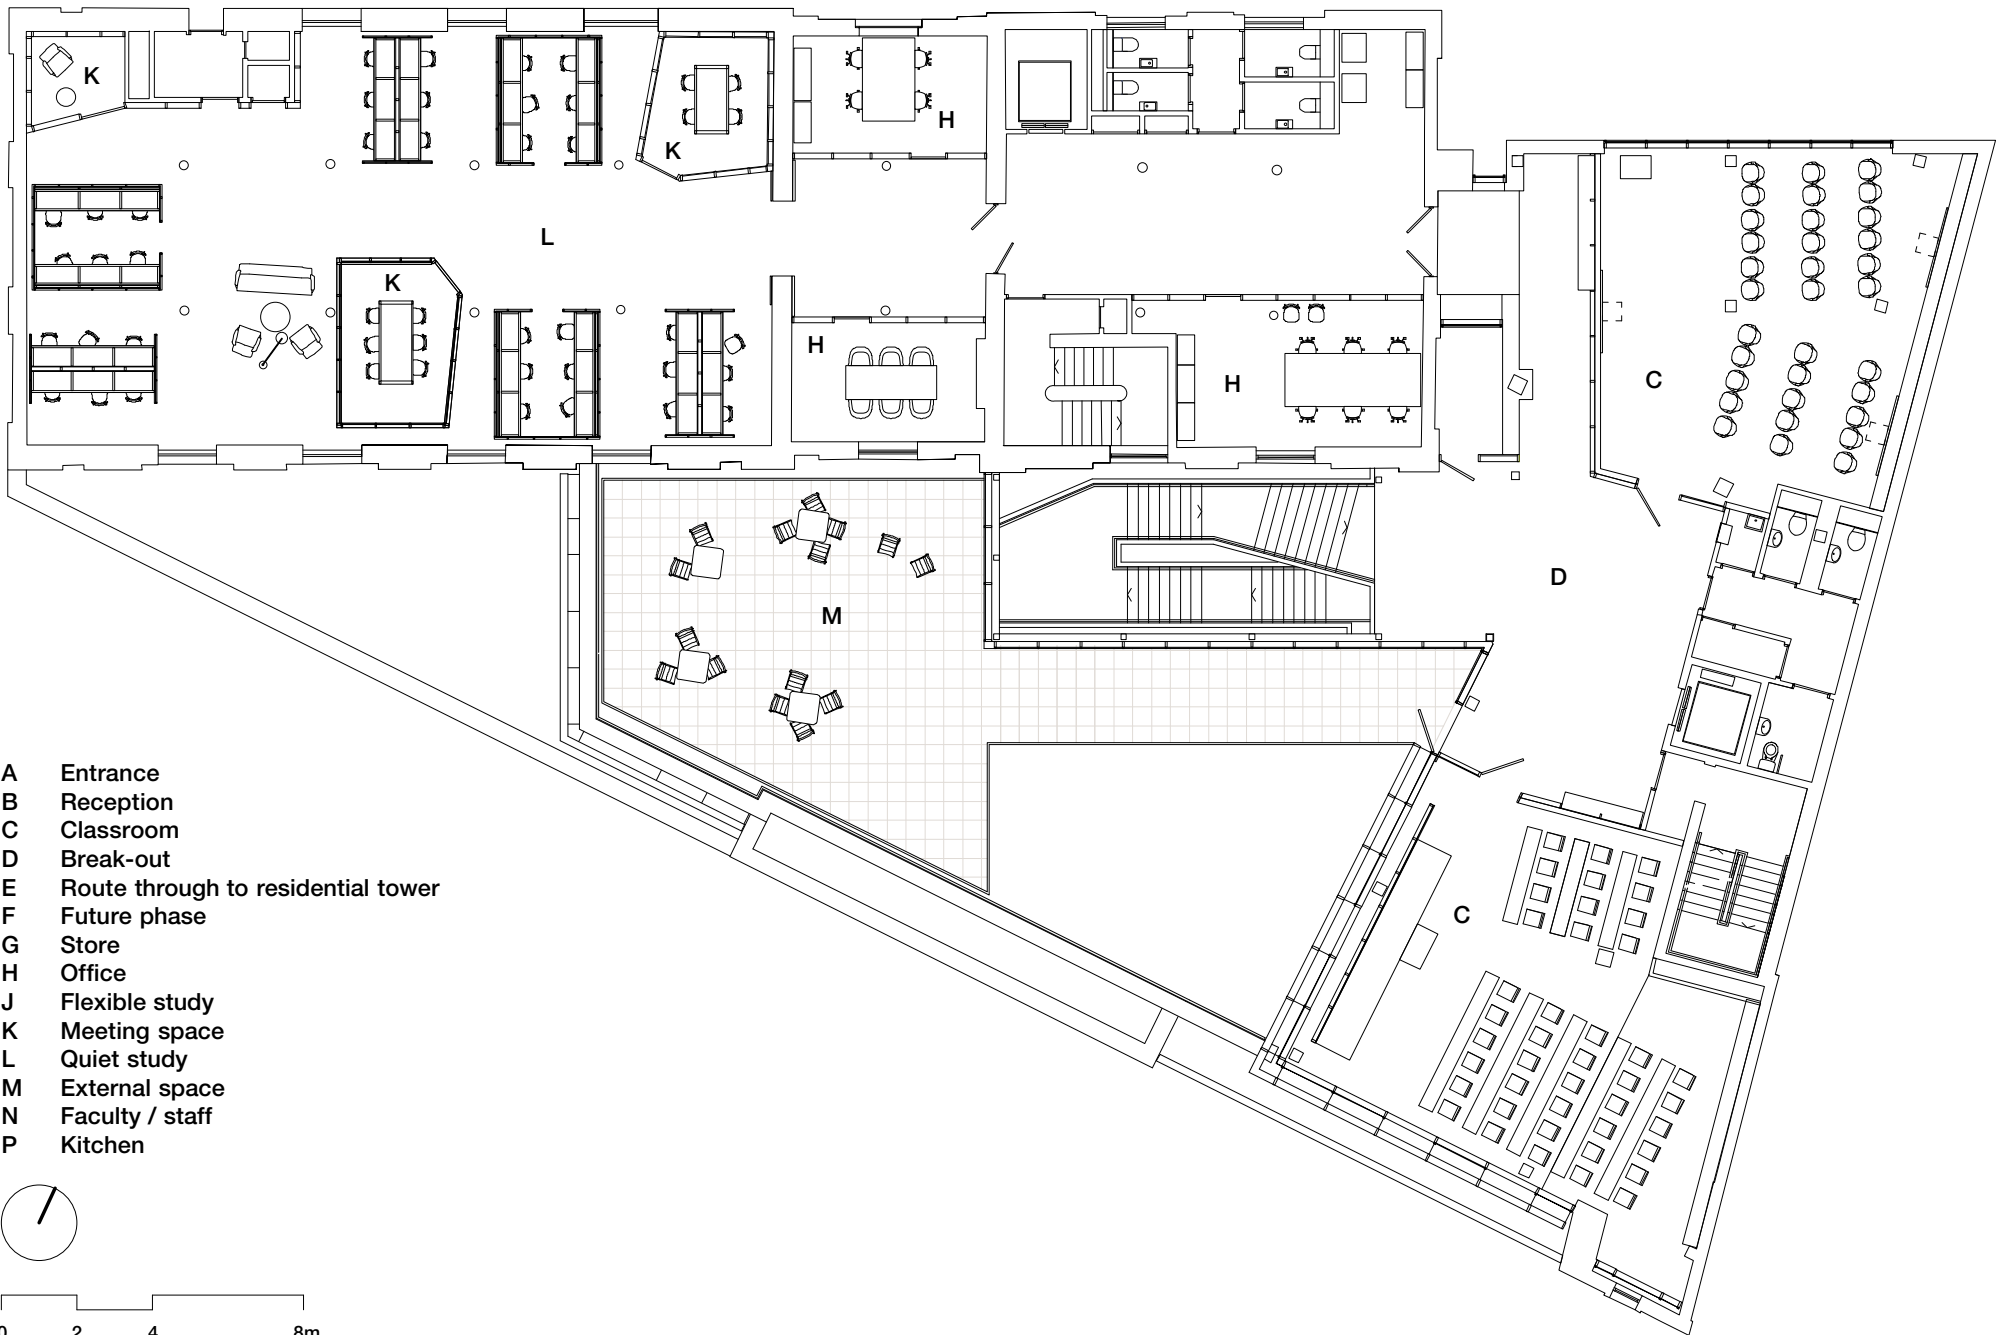 K
K
H
L
K
H
H
C
D
M
C
A Entrance
B Reception
C Classroom
D Break-out
E Route through to residential tower
F Future phase
G Store
H Office
J Flexible study
K Meeting space
L Quiet study
M External space
N Faculty / staff
P Kitchen
0 2 4 8m